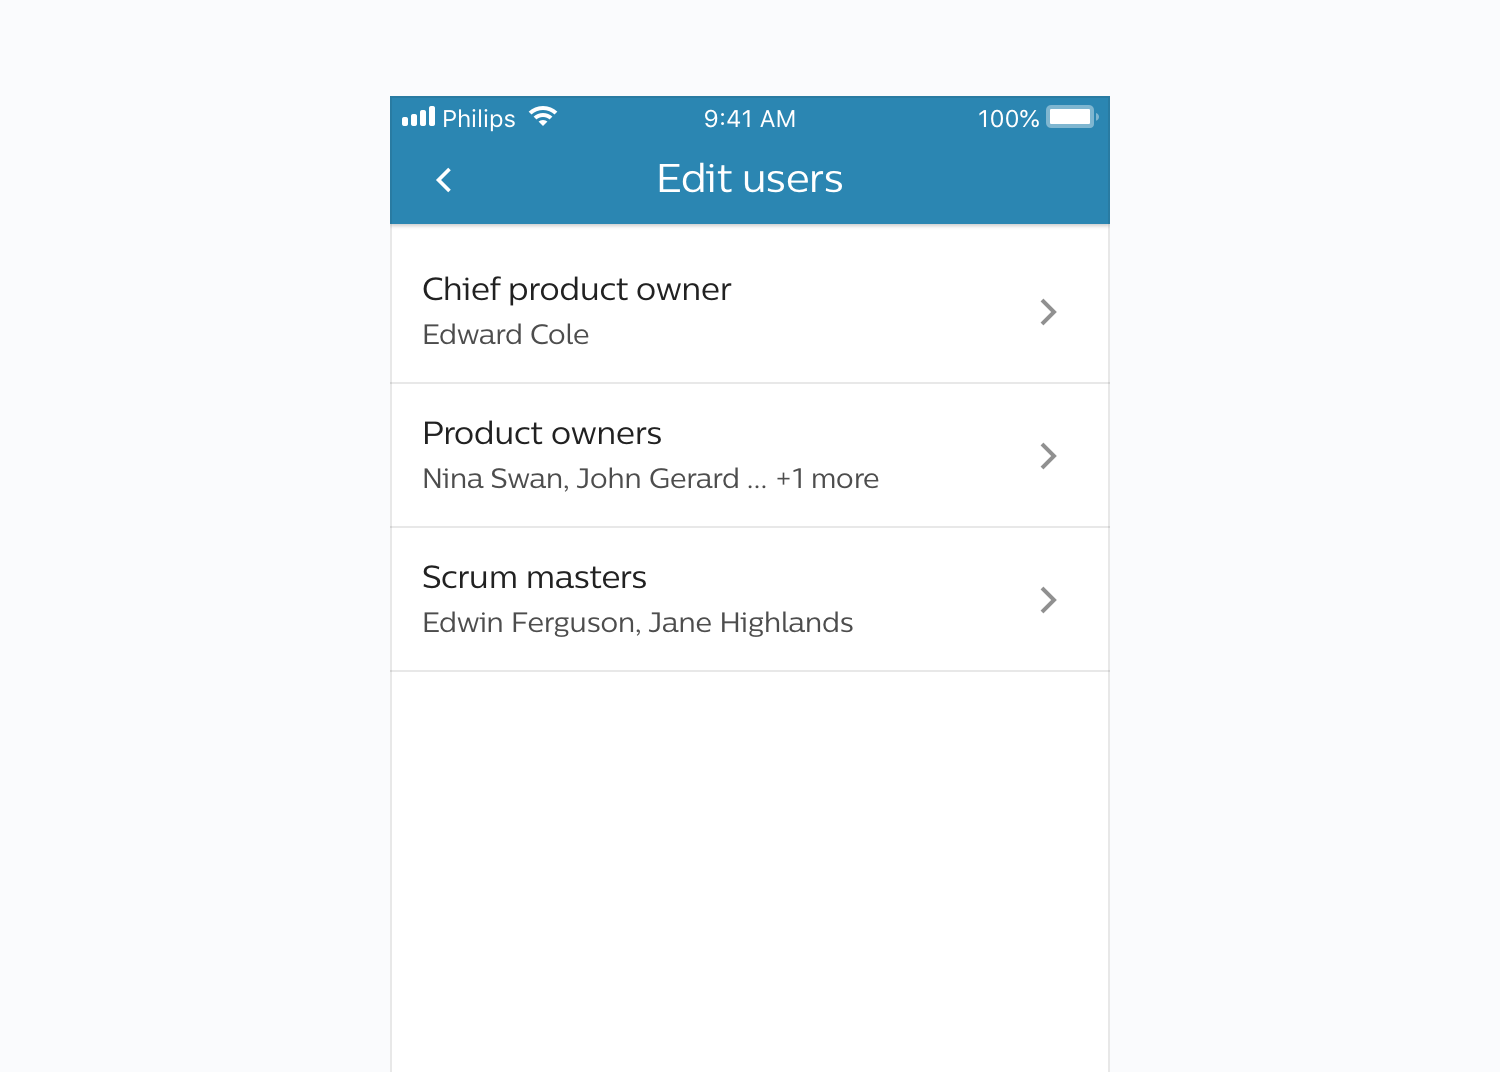 Philips 9:41 AM 100%
Edit users
Chief product owner
Edward Cole
Product owners
Nina Swan, John Gerard ... +1 more
Scrum masters
Edwin Ferguson, Jane Highlands